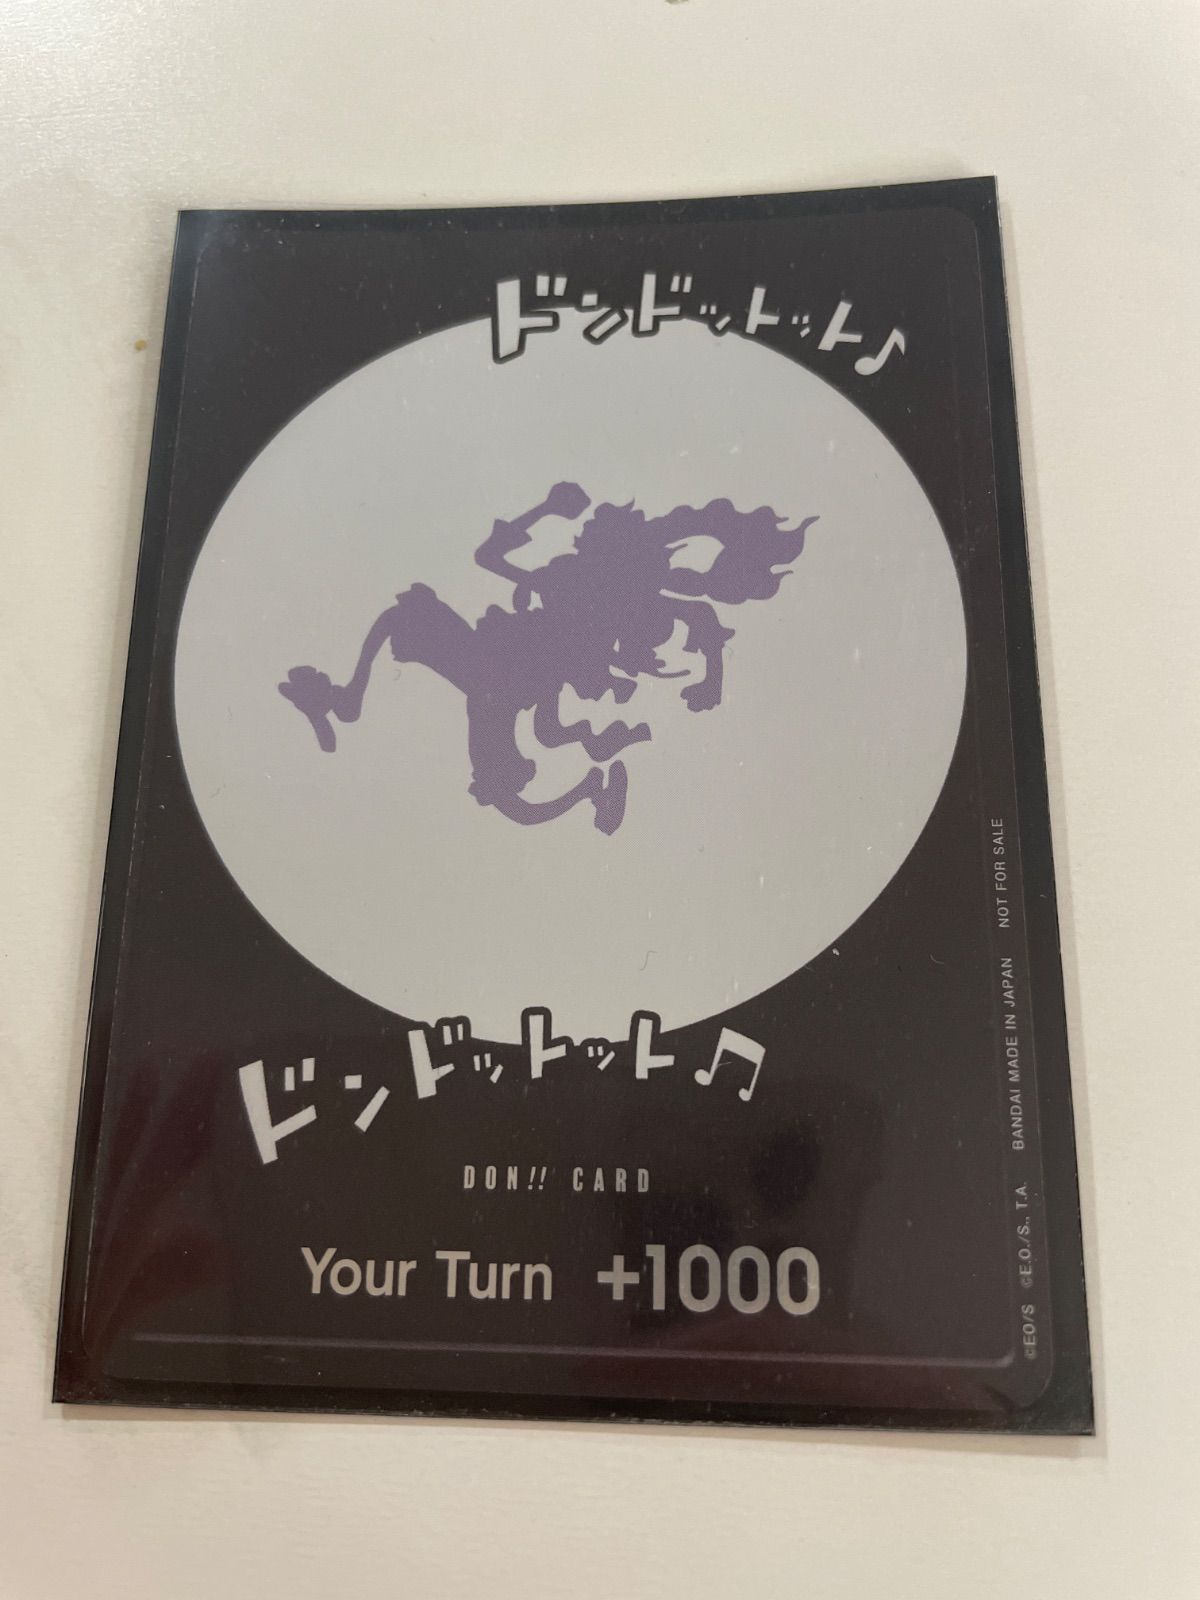 ドンドットット♪
ドンドットット♫
DON!! CARD
Your Turn +1000
©EO/S ©E.O./S., T.A. BANDAI MADE IN JAPAN NOT FOR SALE